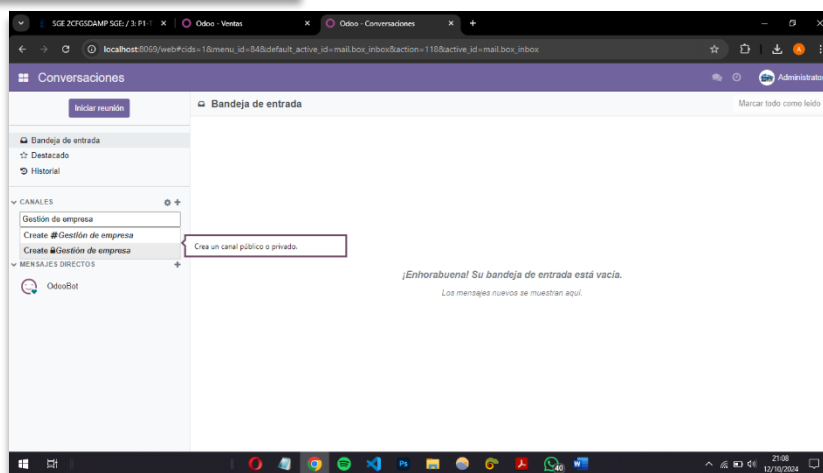 SGE 2CFGSDAMP SGE: / 3: P1-1
Odoo - Ventas
Odoo - Conversaciones
localhost:8069/web#cids=1&menu_id=84&default_active_id=mail.box_inbox&action=118&active_id=mail.box_inbox
Conversaciones
Administrator
Iniciar reunión
Bandeja de entrada
Marcar todo como leído
Bandeja de entrada
Destacado
Historial
CANALES
Gestión de empresa
Create #Gestión de empresa
Create Gestión de empresa
Crea un canal público o privado.
MENSAJES DIRECTOS
OdooBot
¡Enhorabuena! Su bandeja de entrada está vacía.
Los mensajes nuevos se muestran aquí.
40
21:08
12/10/2024